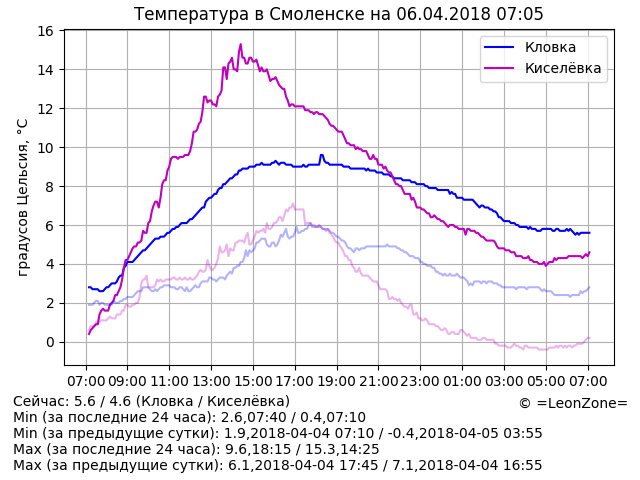 Температура в Смоленске на 06.04.2018 07:05
градусов Цельсия, °C
16
14
12
10
8
6
4
2
0
Кловка
Киселёвка
07:00 09:00 11:00 13:00 15:00 17:00 19:00 21:00 23:00 01:00 03:00 05:00 07:00
Сейчас: 5.6 / 4.6 (Кловка / Киселёвка)
© =LeonZone=
Min (за последние 24 часа): 2.6,07:40 / 0.4,07:10
Min (за предыдущие сутки): 1.9,2018-04-04 07:10 / -0.4,2018-04-05 03:55
Max (за последние 24 часа): 9.6,18:15 / 15.3,14:25
Max (за предыдущие сутки): 6.1,2018-04-04 17:45 / 7.1,2018-04-04 16:55